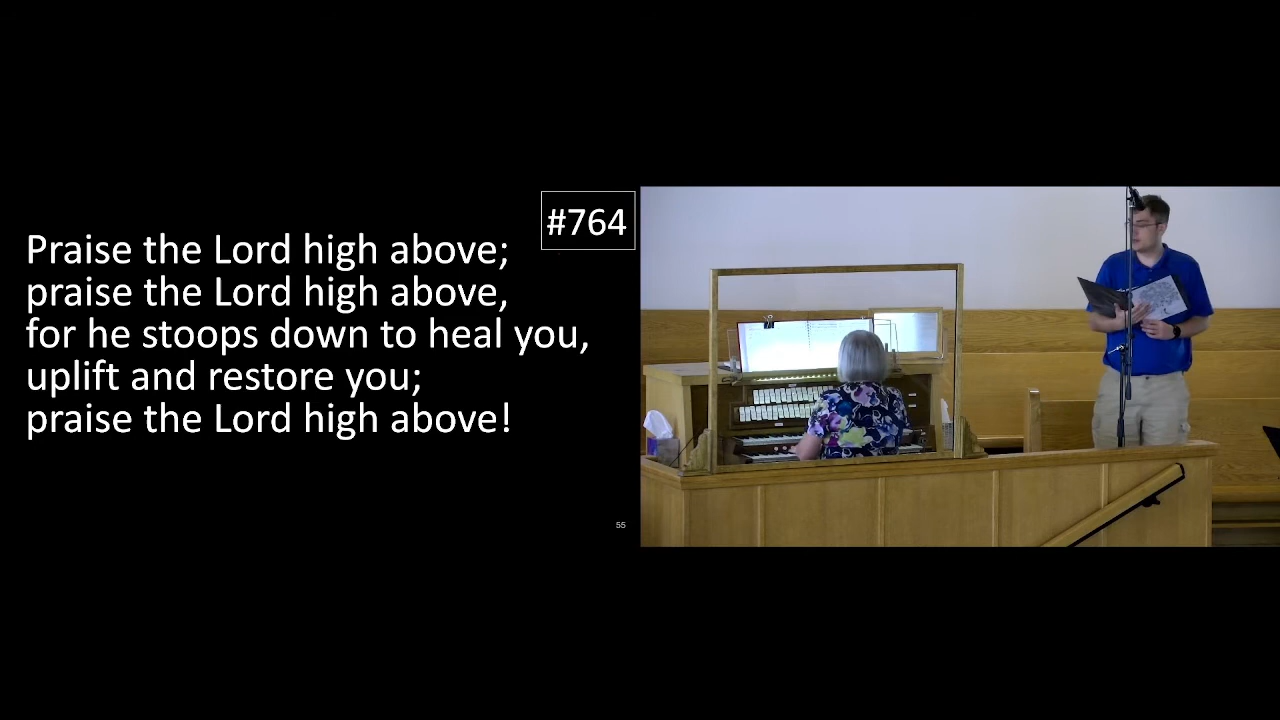 #764
Praise the Lord high above;
praise the Lord high above,
for he stoops down to heal you,
uplift and restore you;
praise the Lord high above!
55